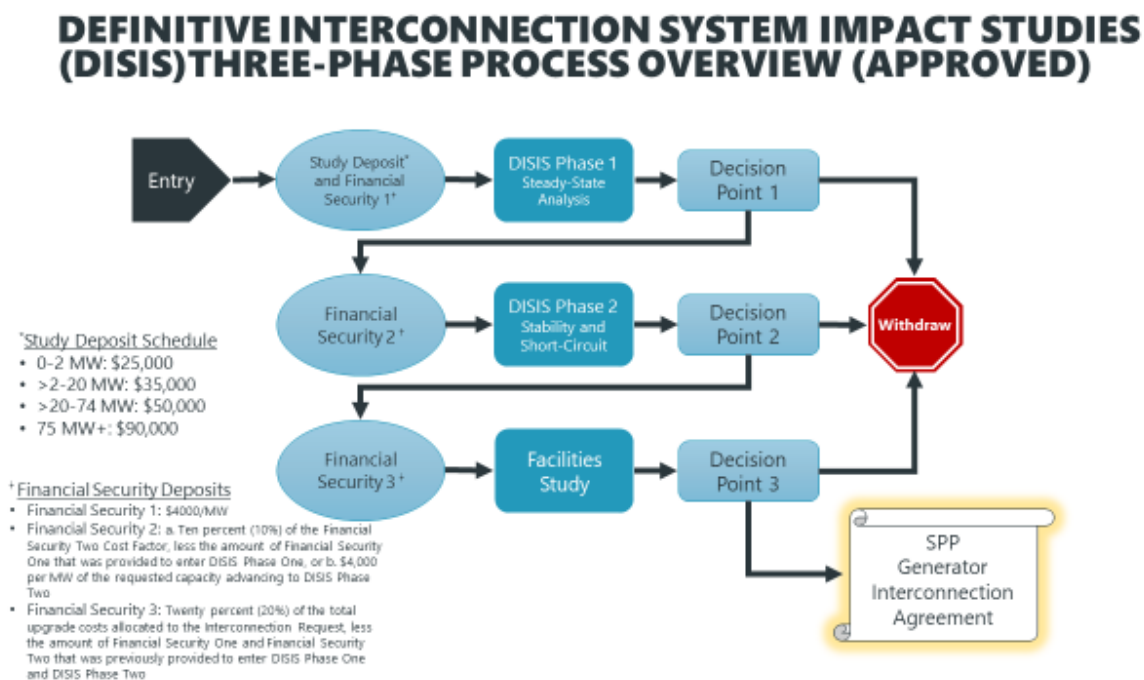 DEFINITIVE INTERCONNECTION SYSTEM IMPACT STUDIES
(DISIS)THREE-PHASE PROCESS OVERVIEW (APPROVED)
Entry
Study Deposit*
and Financial
Security 1†
DISIS Phase 1
Steady-State
Analysis
Decision
Point 1
Financial
Security 2 †
DISIS Phase 2
Stability and
Short-Circuit
Decision
Point 2
Withdraw
*Study Deposit Schedule
• 0-2 MW: $25,000
• >2-20 MW: $35,000
• >20-74 MW: $50,000
• 75 MW+: $90,000
Financial
Security 3 †
Facilities
Study
Decision
Point 3
†Financial Security Deposits
• Financial Security 1: $4000/MW
• Financial Security 2: a. Ten percent (10%) of the Financial
Security Two Cost Factor, less the amount of Financial Security
One that was provided to enter DISIS Phase One, or b. $4,000
per MW of the requested capacity advancing to DISIS Phase
Two
• Financial Security 3: Twenty percent (20%) of the total
upgrade costs allocated to the Interconnection Request, less
the amount of Financial Security One and Financial Security
Two that was previously provided to enter DISIS Phase One
and DISIS Phase Two
SPP
Generator
Interconnection
Agreement